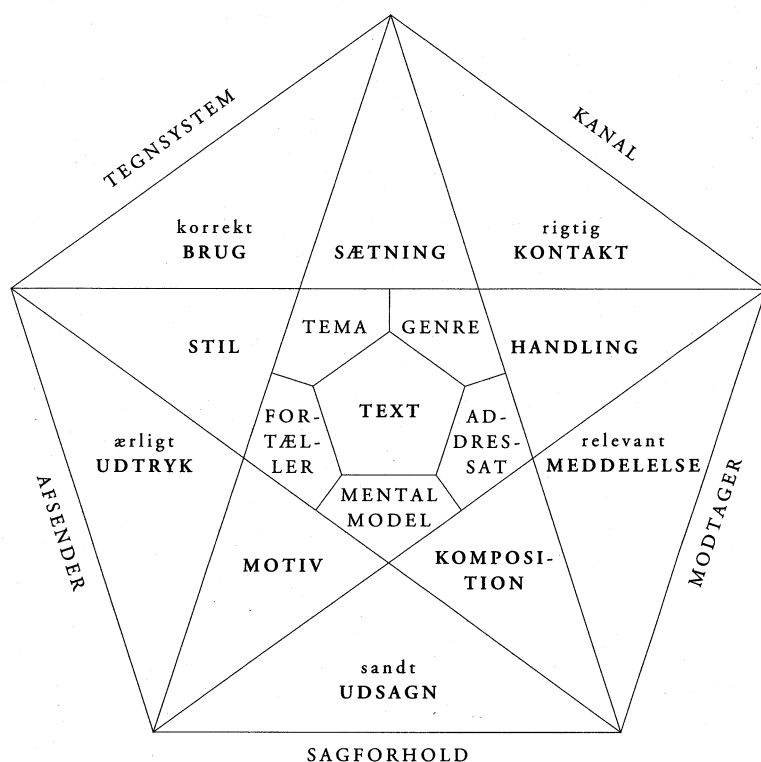 TEGNSYSTEM
KANAL
korrekt
BRUG
SÆTNING
rigtig
KONTAKT
STIL
TEMA
GENRE
HANDLING
TEXT
FOR-
TÆL-
LER
AD-
DRES-
SAT
ærligt
UDTRYK
relevant
MEDDELELSE
MENTAL
MODEL
AFSENDER
MODTAGER
MOTIV
KOMPOSI-
TION
sandt
UDSAGN
SAGFORHOLD